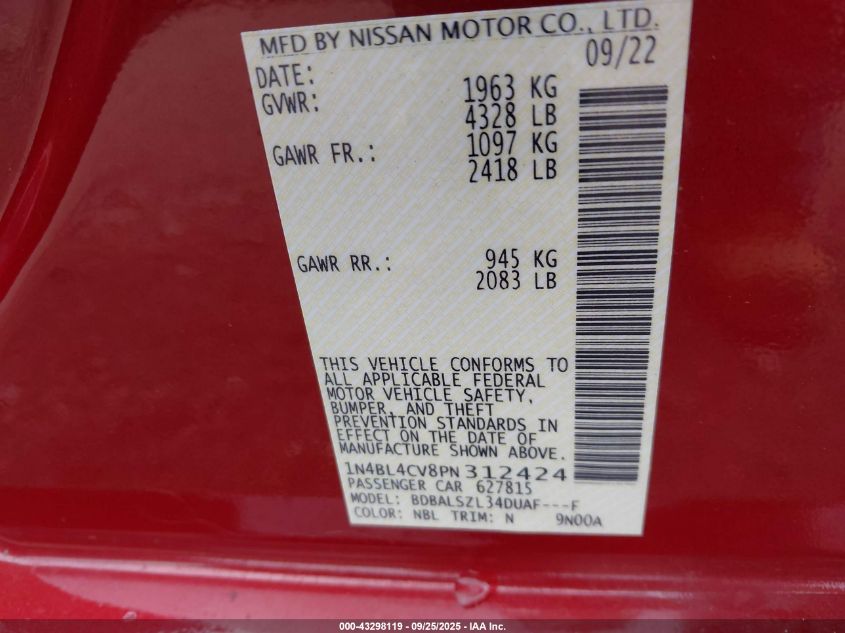 MFD BY NISSAN MOTOR CO., LTD.
DATE: 09/22
GVWR: 1963 KG
4328 LB
GAWR FR.: 1097 KG
2418 LB
GAWR RR.: 945 KG
2083 LB
THIS VEHICLE CONFORMS TO
ALL APPLICABLE FEDERAL
MOTOR VEHICLE SAFETY,
BUMPER, AND THEFT
PREVENTION STANDARDS IN
EFFECT ON THE DATE OF
MANUFACTURE SHOWN ABOVE.
1N4BL4CV8PN312424
PASSENGER CAR 627815
MODEL: BDBALSZL34DUAF---F
COLOR: NBL TRIM: N 9N00A
000-43298119 - 09/25/2025 - IAA Inc.